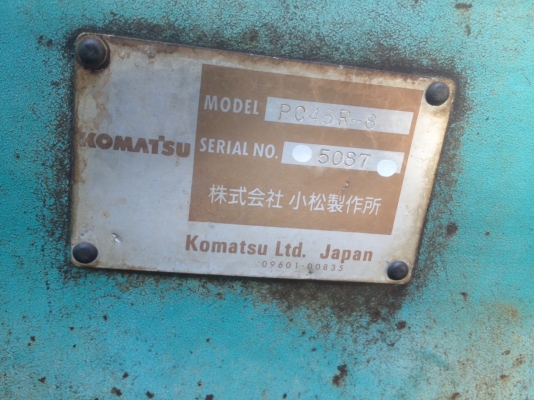 MODEL PC45R-8
KOMATSU
SERIAL NO. 5087
株式会社 小松製作所
Komatsu Ltd. Japan
09601-00835